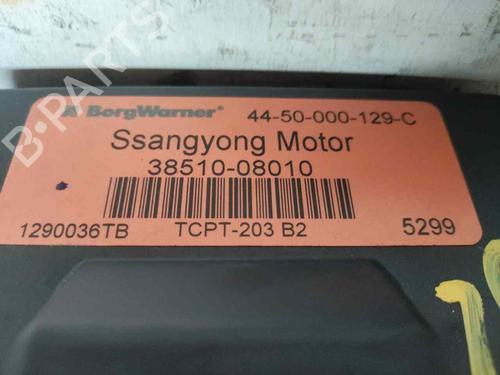 BorgWarner® 44-50-000-129-C
Ssangyong Motor
38510-08010
1290036TB TCPT-203 B2 5299
B-PARTS